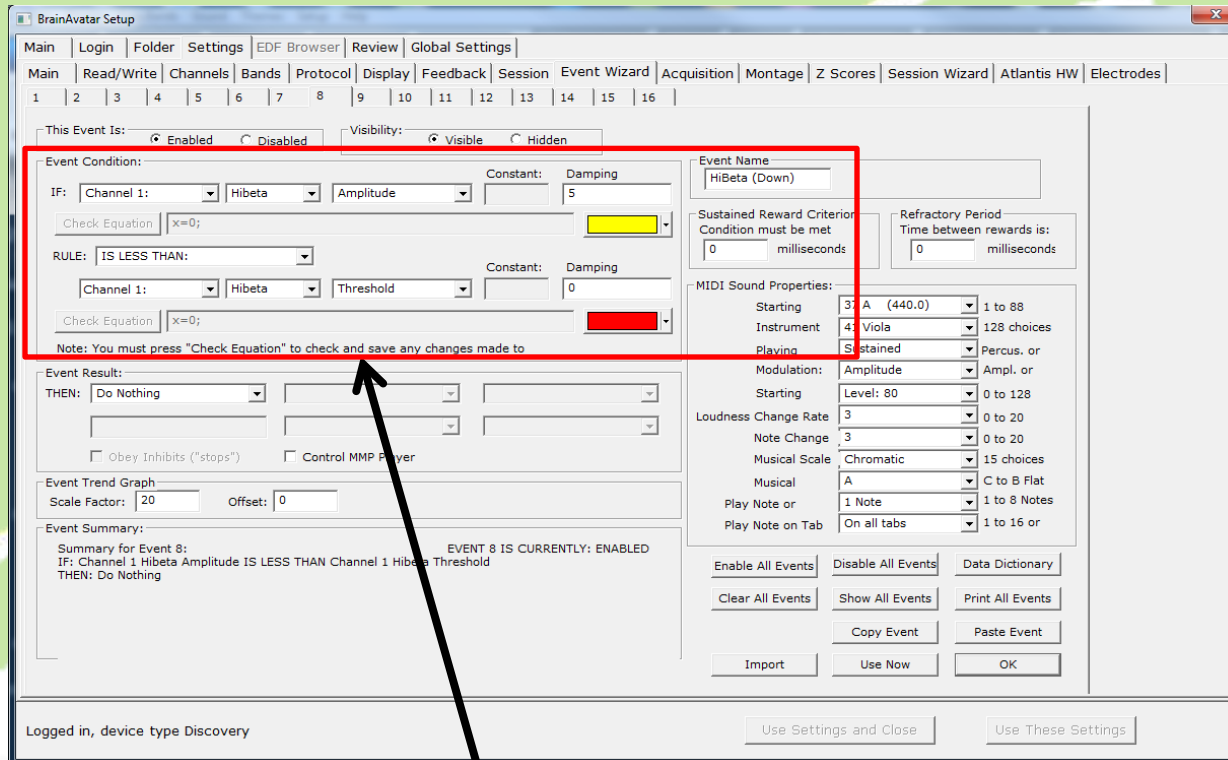 BrainAvatar Setup
x
Main Login Folder Settings EDF Browser Review Global Settings
Main Read/Write Channels Bands Protocol Display Feedback Session Event Wizard Acquisition Montage Z Scores Session Wizard Atlantis HW Electrodes
1 2 3 4 5 6 7 8 9 10 11 12 13 14 15 16
This Event Is: Enabled Disabled Visibility: Visible Hidden
Event Condition:
Constant: Damping
IF: Channel 1: Hibeta Amplitude 5
Check Equation x=0;
RULE: IS LESS THAN:
Constant: Damping
Channel 1: Hibeta Threshold 0
Check Equation x=0;
Note: You must press "Check Equation" to check and save any changes made to
Event Result:
THEN: Do Nothing
Obey Inhibits ("stops") Control MMP Player
Event Trend Graph
Scale Factor: 20 Offset: 0
Event Summary:
Summary for Event 8: EVENT 8 IS CURRENTLY: ENABLED
IF: Channel 1 Hibeta Amplitude IS LESS THAN Channel 1 Hibeta Threshold
THEN: Do Nothing
Event Name
HiBeta (Down)
Sustained Reward Criterion
Condition must be met
0 milliseconds
Refractory Period
Time between rewards is:
0 milliseconds
MIDI Sound Properties:
Starting 37 A (440.0) 1 to 88
Instrument 41 Viola 128 choices
Playing Sustained Percus. or
Modulation: Amplitude Ampl. or
Starting Level: 80 0 to 128
Loudness Change Rate 3 0 to 20
Note Change 3 0 to 20
Musical Scale Chromatic 15 choices
Musical A C to B Flat
Play Note or 1 Note 1 to 8 Notes
Play Note on Tab On all tabs 1 to 16 or
Enable All Events Disable All Events Data Dictionary
Clear All Events Show All Events Print All Events
Copy Event Paste Event
Import Use Now OK
Logged in, device type Discovery
Use Settings and Close Use These Settings